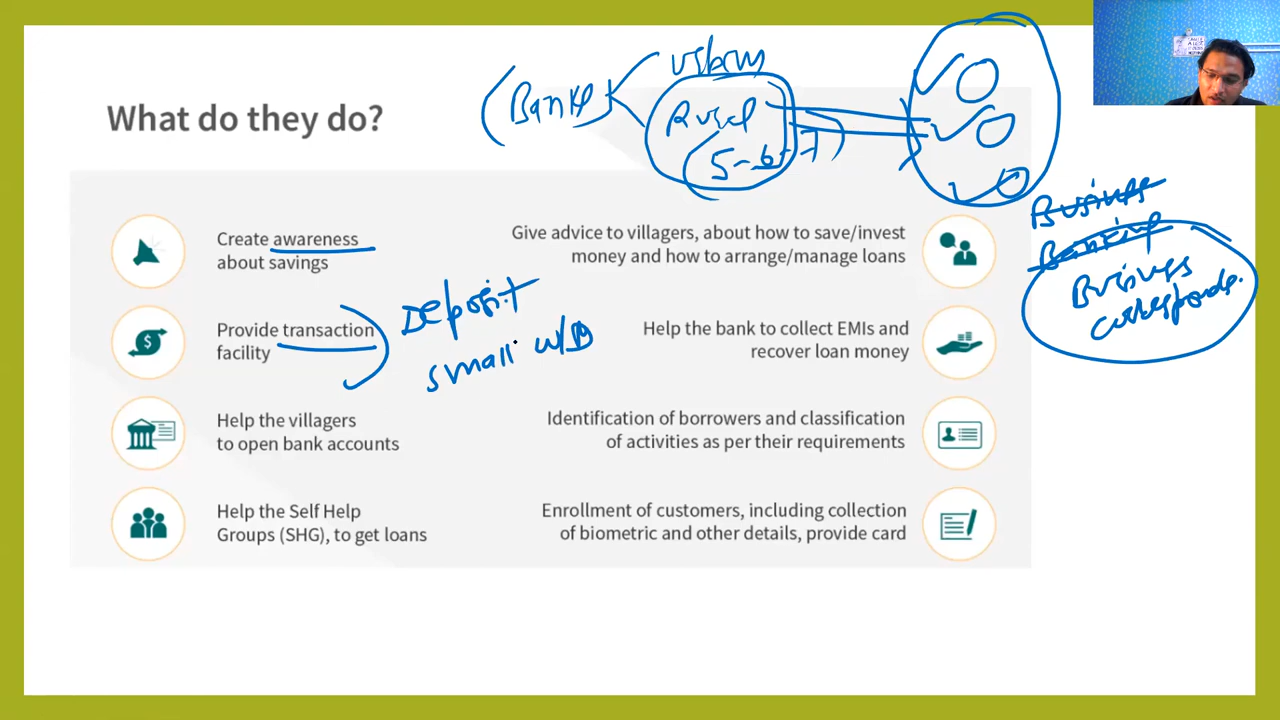 What do they do?
Bank
urban
Rural
5-6-7
Business
Banking
Business
Create awareness
about savings
Provide transaction
facility
Deposit
small w/D
Help the villagers
to open bank accounts
Help the Self Help
Groups (SHG), to get loans
Give advice to villagers, about how to save/invest
money and how to arrange/manage loans
Help the bank to collect EMIs and
recover loan money
Identification of borrowers and classification
of activities as per their requirements
Enrollment of customers, including collection
of biometric and other details, provide card